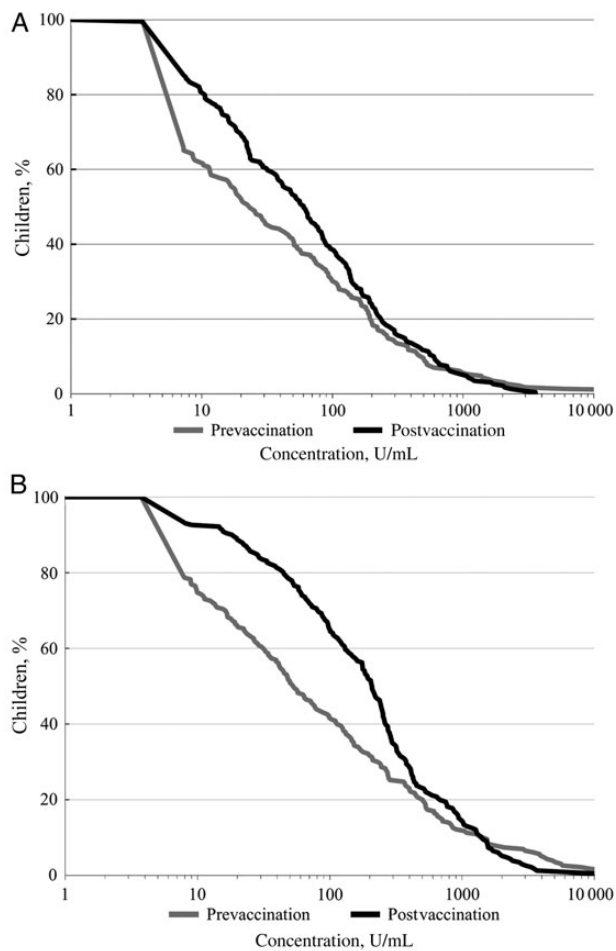 A
100
80
60
40
20
0
Children, %
1
10
100
1000
10 000
Prevaccination
Postvaccination
Concentration, U/mL
B
100
80
60
40
20
0
Children, %
1
10
100
1000
10 000
Prevaccination
Postvaccination
Concentration, U/mL